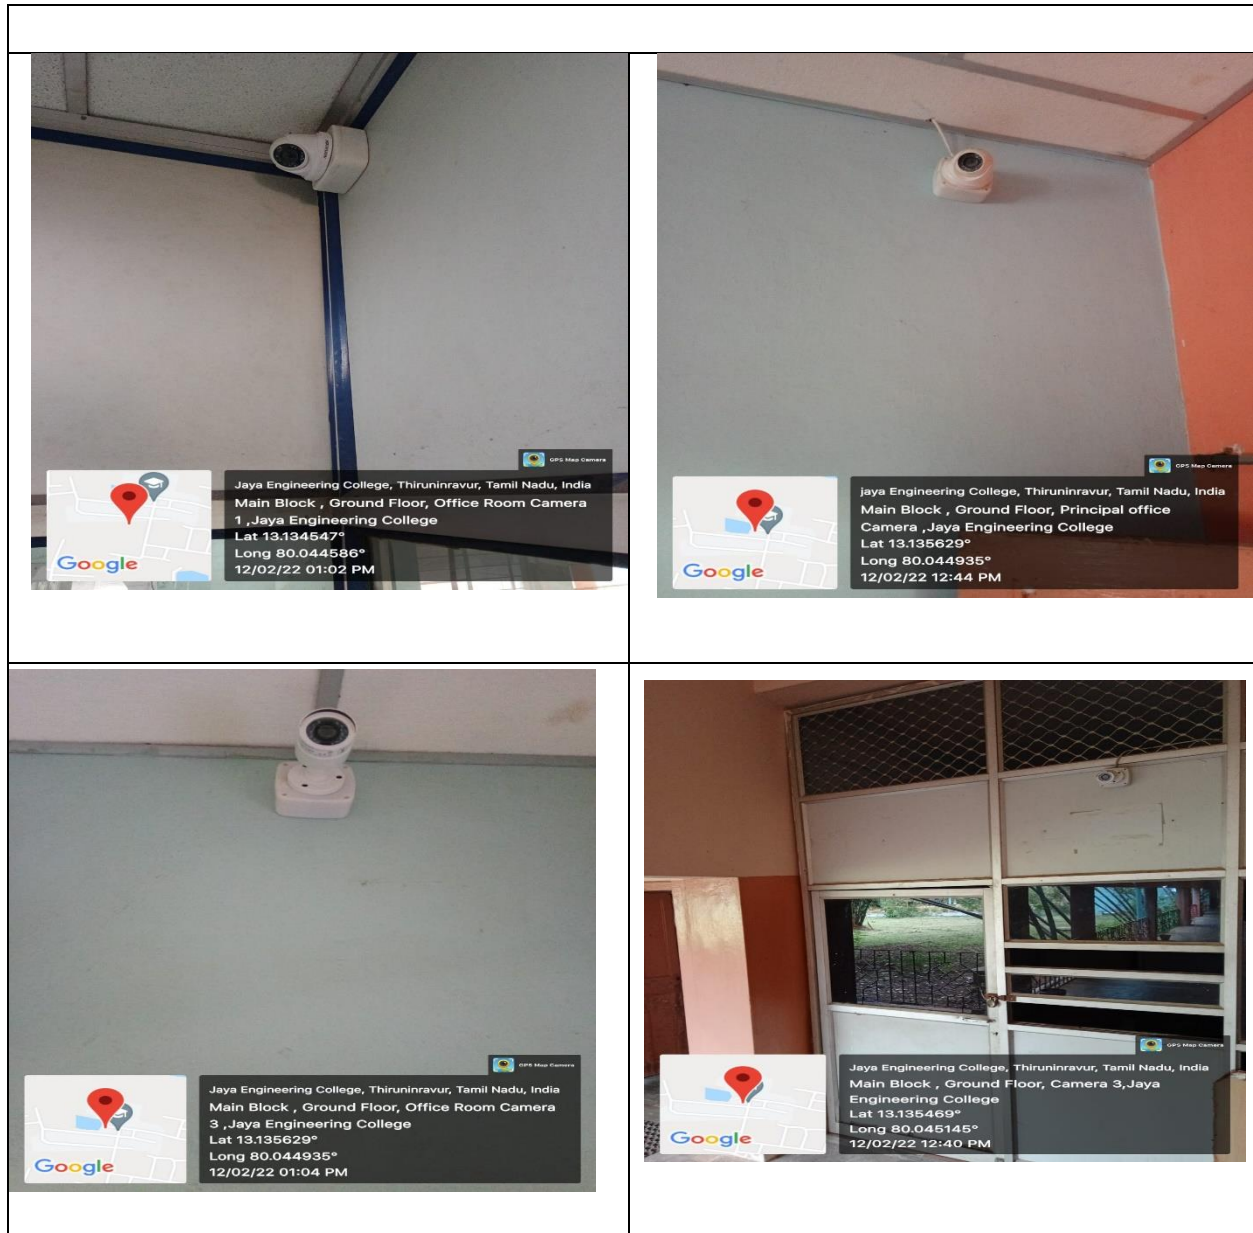 GPS Map Camera
Jaya Engineering College, Thiruninravur, Tamil Nadu, India
Main Block , Ground Floor, Office Room Camera
1 ,Jaya Engineering College
Lat 13.134547°
Long 80.044586°
12/02/22 01:02 PM
Google
GPS Map Camera
jaya Engineering College, Thiruninravur, Tamil Nadu, India
Main Block , Ground Floor, Principal office
Camera ,Jaya Engineering College
Lat 13.135629°
Long 80.044935°
12/02/22 12:44 PM
Google
GPS Map Camera
Jaya Engineering College, Thiruninravur, Tamil Nadu, India
Main Block , Ground Floor, Office Room Camera
3 ,Jaya Engineering College
Lat 13.135629°
Long 80.044935°
12/02/22 01:04 PM
Google
GPS Map Camera
Jaya Engineering College, Thiruninravur, Tamil Nadu, India
Main Block , Ground Floor, Camera 3,Jaya
Engineering College
Lat 13.135469°
Long 80.045145°
12/02/22 12:40 PM
Google